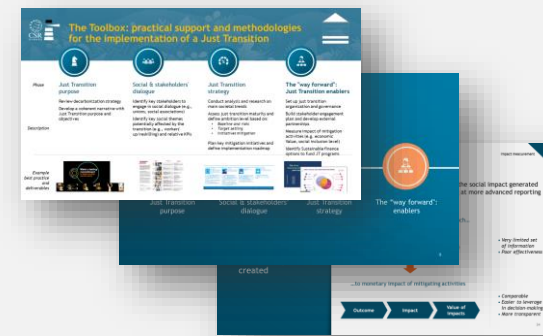 CSR
The Toolbox: practical support and methodologies
for the implementation of a Just Transition
Phase
Just Transition
purpose
Social & stakeholders'
dialogue
Just Transition
strategy
The "way forward":
Just Transition enablers
Description
Review decarbonization strategy
Develop a coherent narrative with
Just Transition purpose and
objectives
Identify key stakeholders to
engage in social dialogue (e.g.,
unions, social associations)
Identify key social themes
potentially affected by the
transition (e.g., workers'
upreskilling) and relative KPIs
Conduct analysis and research on
main societal trends
Assess just transition maturity and
define ambition level based on
• Baseline and risks
• Target setting
• Initiatives mitigation
Plan key mitigation initiatives and
define implementation roadmap
Set up just transition
organization and governance
Build stakeholder engagement
plan and develop external
partnerships
Measure impact of mitigation
activities (e.g. economic
Value, social inclusion level)
Identify Sustainable finance
options to fund JT programs
Example
best practice
and
deliverables
Just Transition
purpose
Social & stakeholders'
dialogue
Just Transition
strategy
The "way forward":
enablers
created
Impact measurement
the social impact generated
at more advanced reporting
• Very limited set
of information
• Poor effectiveness
…to monetary impact of mitigating activities
Outcome
Impact
Value of
impacts
• Comparable
• Easier to leverage
in decision making
• More transparent